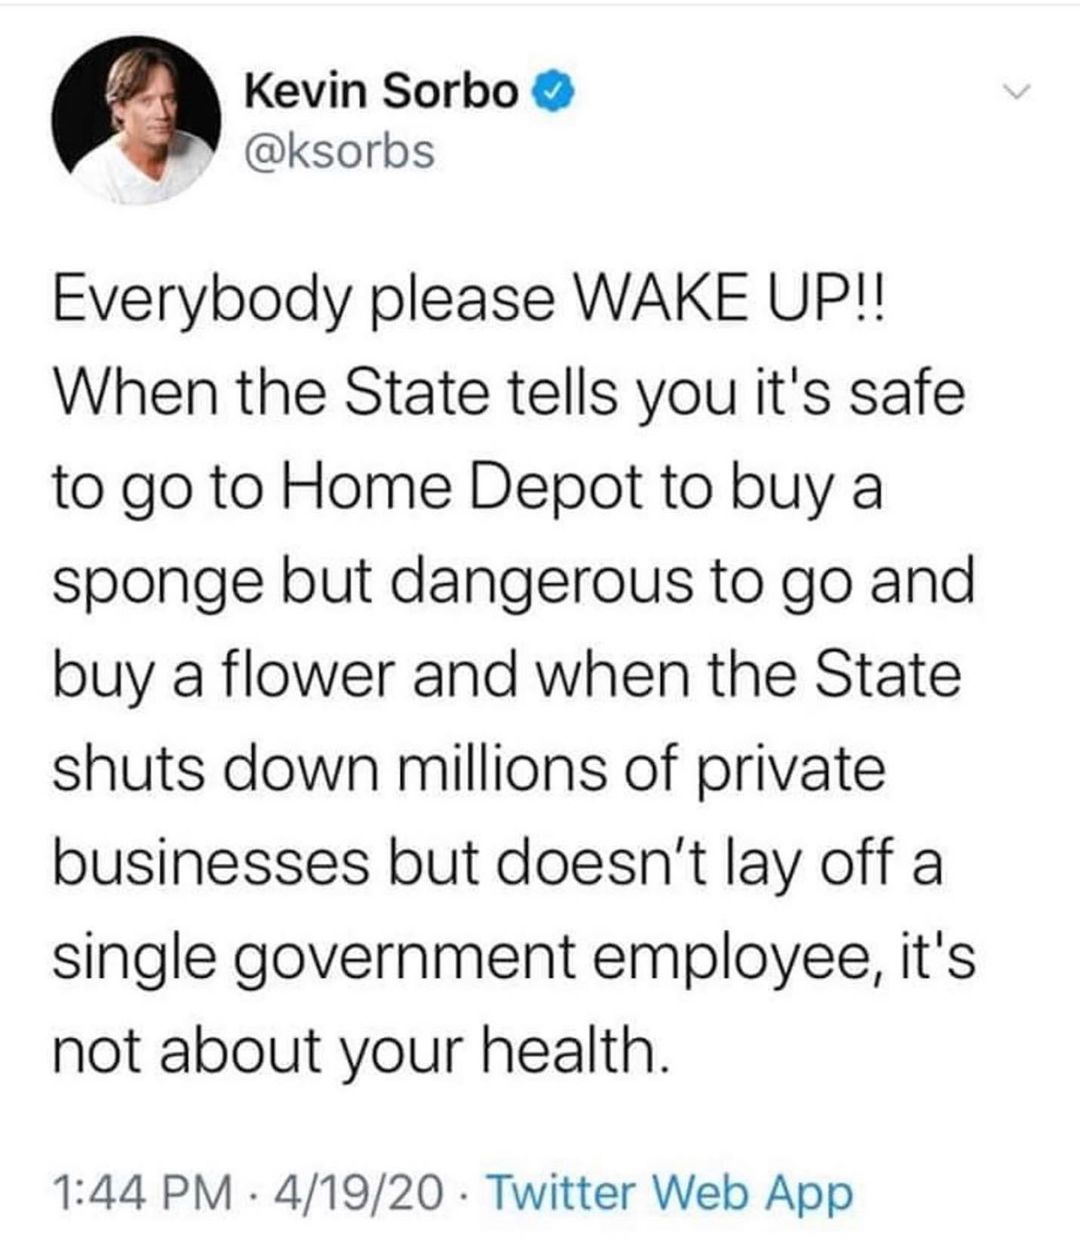 Kevin Sorbo
@ksorbs
Everybody please WAKE UP!!
When the State tells you it's safe
to go to Home Depot to buy a
sponge but dangerous to go and
buy a flower and when the State
shuts down millions of private
businesses but doesn't lay off a
single government employee, it's
not about your health.
1:44 PM · 4/19/20 · Twitter Web App